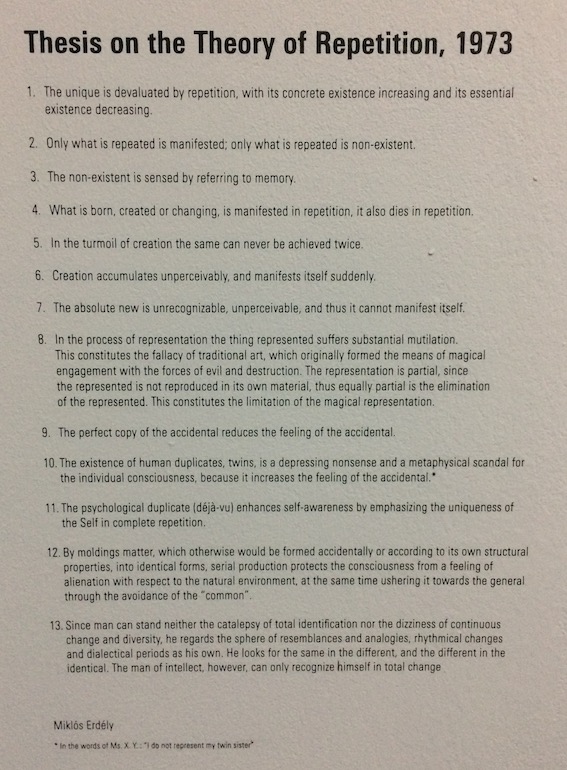 Thesis on the Theory of Repetition, 1973
1. The unique is devaluated by repetition, with its concrete existence increasing and its essential
existence decreasing.
2. Only what is repeated is manifested; only what is repeated is non-existent.
3. The non-existent is sensed by referring to memory.
4. What is born, created or changing, is manifested in repetition, it also dies in repetition.
5. In the turmoil of creation the same can never be achieved twice.
6. Creation accumulates unperceivably, and manifests itself suddenly.
7. The absolute new is unrecognizable, unperceivable, and thus it cannot manifest itself.
8. In the process of representation the thing represented suffers substantial mutilation.
This constitutes the fallacy of traditional art, which originally formed the means of magical
engagement with the forces of evil and destruction. The representation is partial, since
the represented is not reproduced in its own material, thus equally partial is the elimination
of the represented. This constitutes the limitation of the magical representation.
9. The perfect copy of the accidental reduces the feeling of the accidental.
10. The existence of human duplicates, twins, is a depressing nonsense and a metaphysical scandal for
the individual consciousness, because it increases the feeling of the accidental.*
11. The psychological duplicate (déjà-vu) enhances self-awareness by emphasizing the uniqueness of
the Self in complete repetition.
12. By moldings matter, which otherwise would be formed accidentally or according to its own structural
properties, into identical forms, serial production protects the consciousness from a feeling of
alienation with respect to the natural environment, at the same time ushering it towards the general
through the avoidance of the "common".
13. Since man can stand neither the catalepsy of total identification nor the dizziness of continuous
change and diversity, he regards the sphere of resemblances and analogies, rhythmical changes
and dialectical periods as his own. He looks for the same in the different, and the different in the
identical. The man of intellect, however, can only recognize himself in total change
Miklós Erdély
* In the words of Ms. X. Y.: "I do not represent my twin sister"